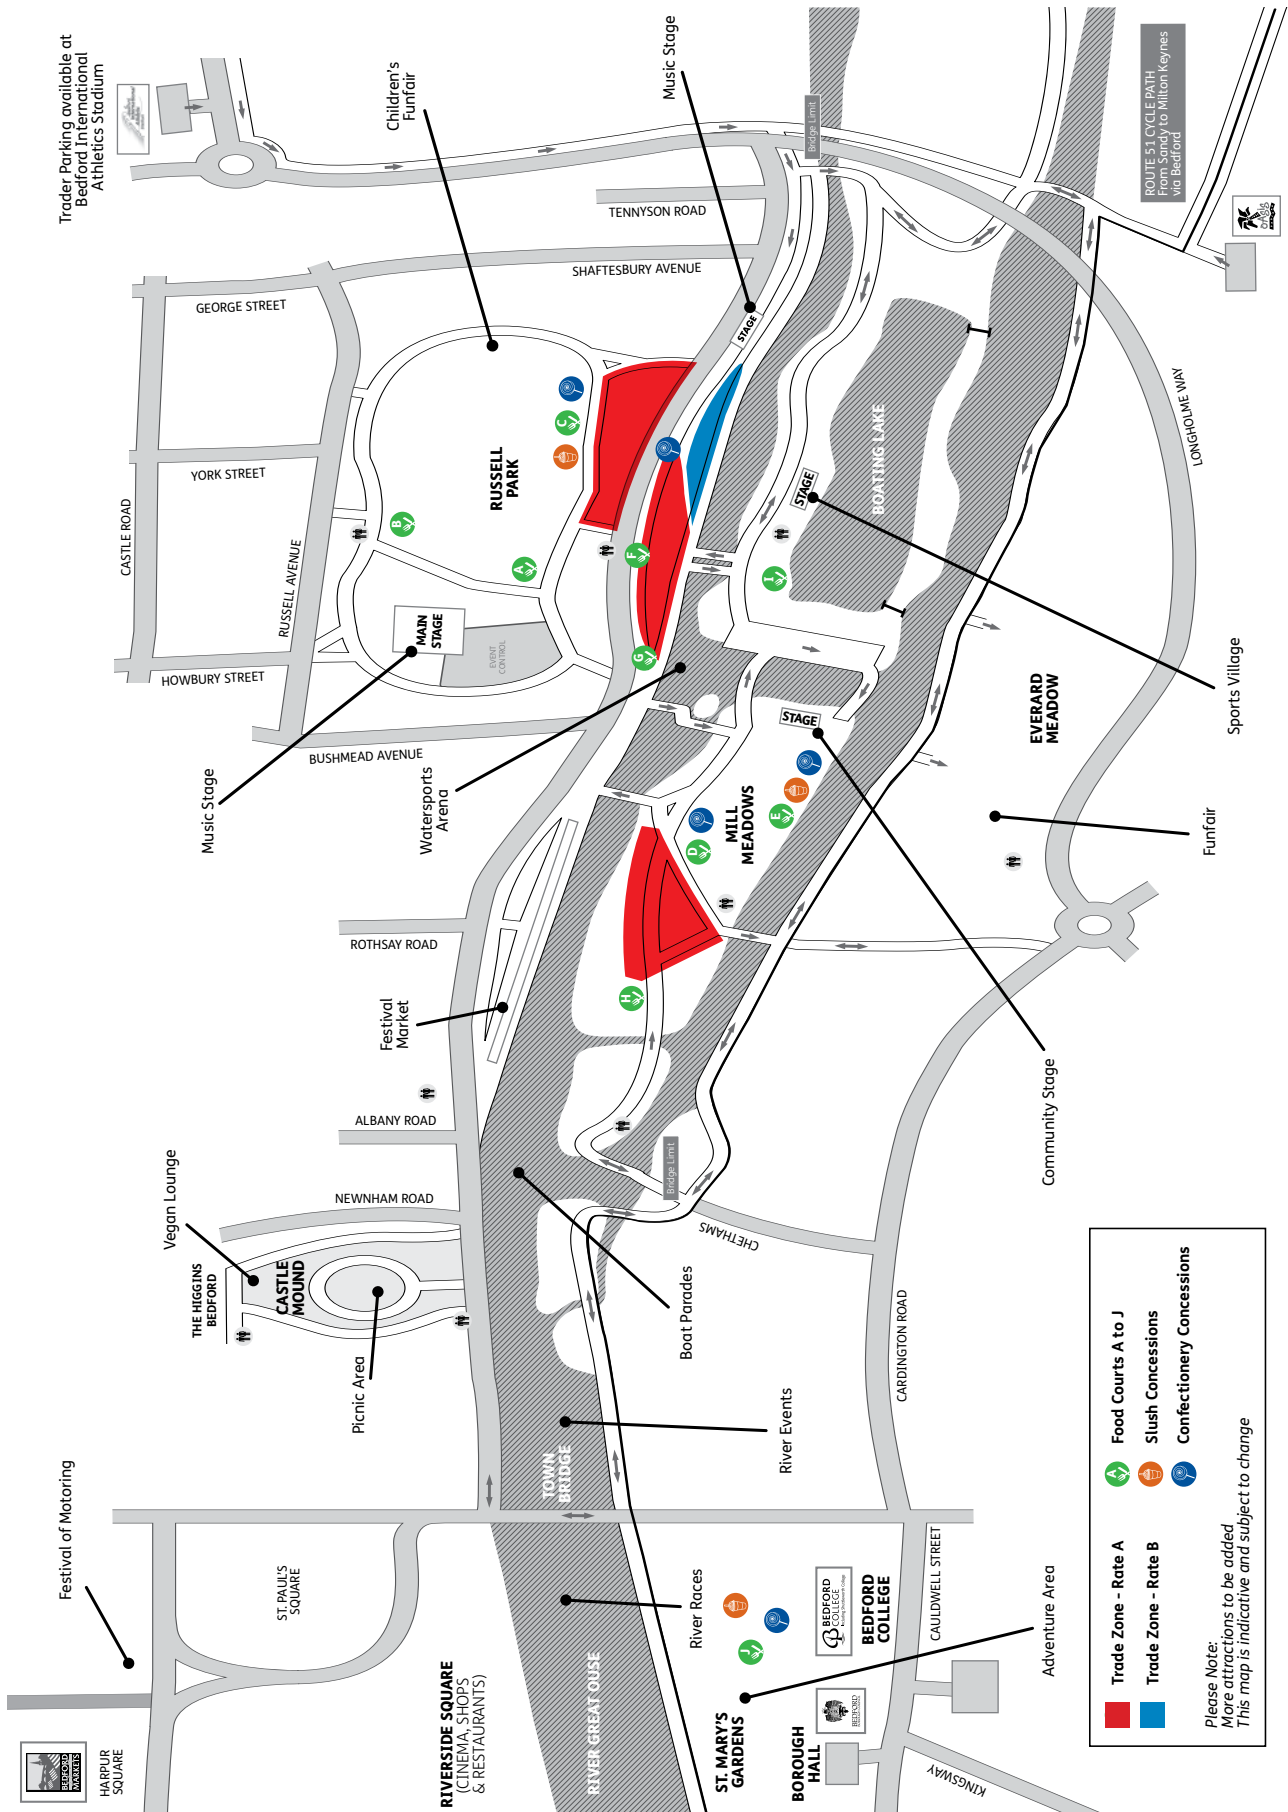 Trader Parking available at
Bedford International
Athletics Stadium
Children's
Funfair
Music Stage
Bridge Limit
ROUTE 51 CYCLE PATH
From Sandy to Milton Keynes
via Bedford
TENNYSON ROAD
SHAFTESBURY AVENUE
GEORGE STREET
YORK STREET
CASTLE ROAD
RUSSELL AVENUE
HOWBURY STREET
BUSHMEAD AVENUE
RUSSELL
PARK
STAGE
C
B
A
F
G
I
MAIN
STAGE
EVENT
CONTROL
STAGE
BOATING LAKE
LONGHOLME WAY
Sports Village
EVERARD
MEADOW
Funfair
Music Stage
Watersports
Arena
STAGE
MILL
MEADOWS
D
E
H
ROTHSAY ROAD
Festival
Market
ALBANY ROAD
Community Stage
Vegan Lounge
NEWNHAM ROAD
THE HIGGINS
BEDFORD
CASTLE
MOUND
Picnic Area
Bridge Limit
CHETHAMS
Boat Parades
CARDINGTON ROAD
River Events
TOWN
BRIDGE
Festival of Motoring
ST. PAUL'S
SQUARE
River Races
RIVER GREAT OUSE
RIVERSIDE SQUARE
(CINEMA, SHOPS
& RESTAURANTS)
BEDFORD
MARKETS
HARPUR
SQUARE
J
BEDFORD
COLLEGE
BEDFORD
COLLEGE
CAULDWELL STREET
Adventure Area
ST. MARY'S
GARDENS
BOROUGH
HALL
BEDFORD
KINGSWAY
Trade Zone - Rate A
Trade Zone - Rate B
A
Food Courts A to J
Slush Concessions
Confectionery Concessions
Please Note:
More attractions to be added
This map is indicative and subject to change